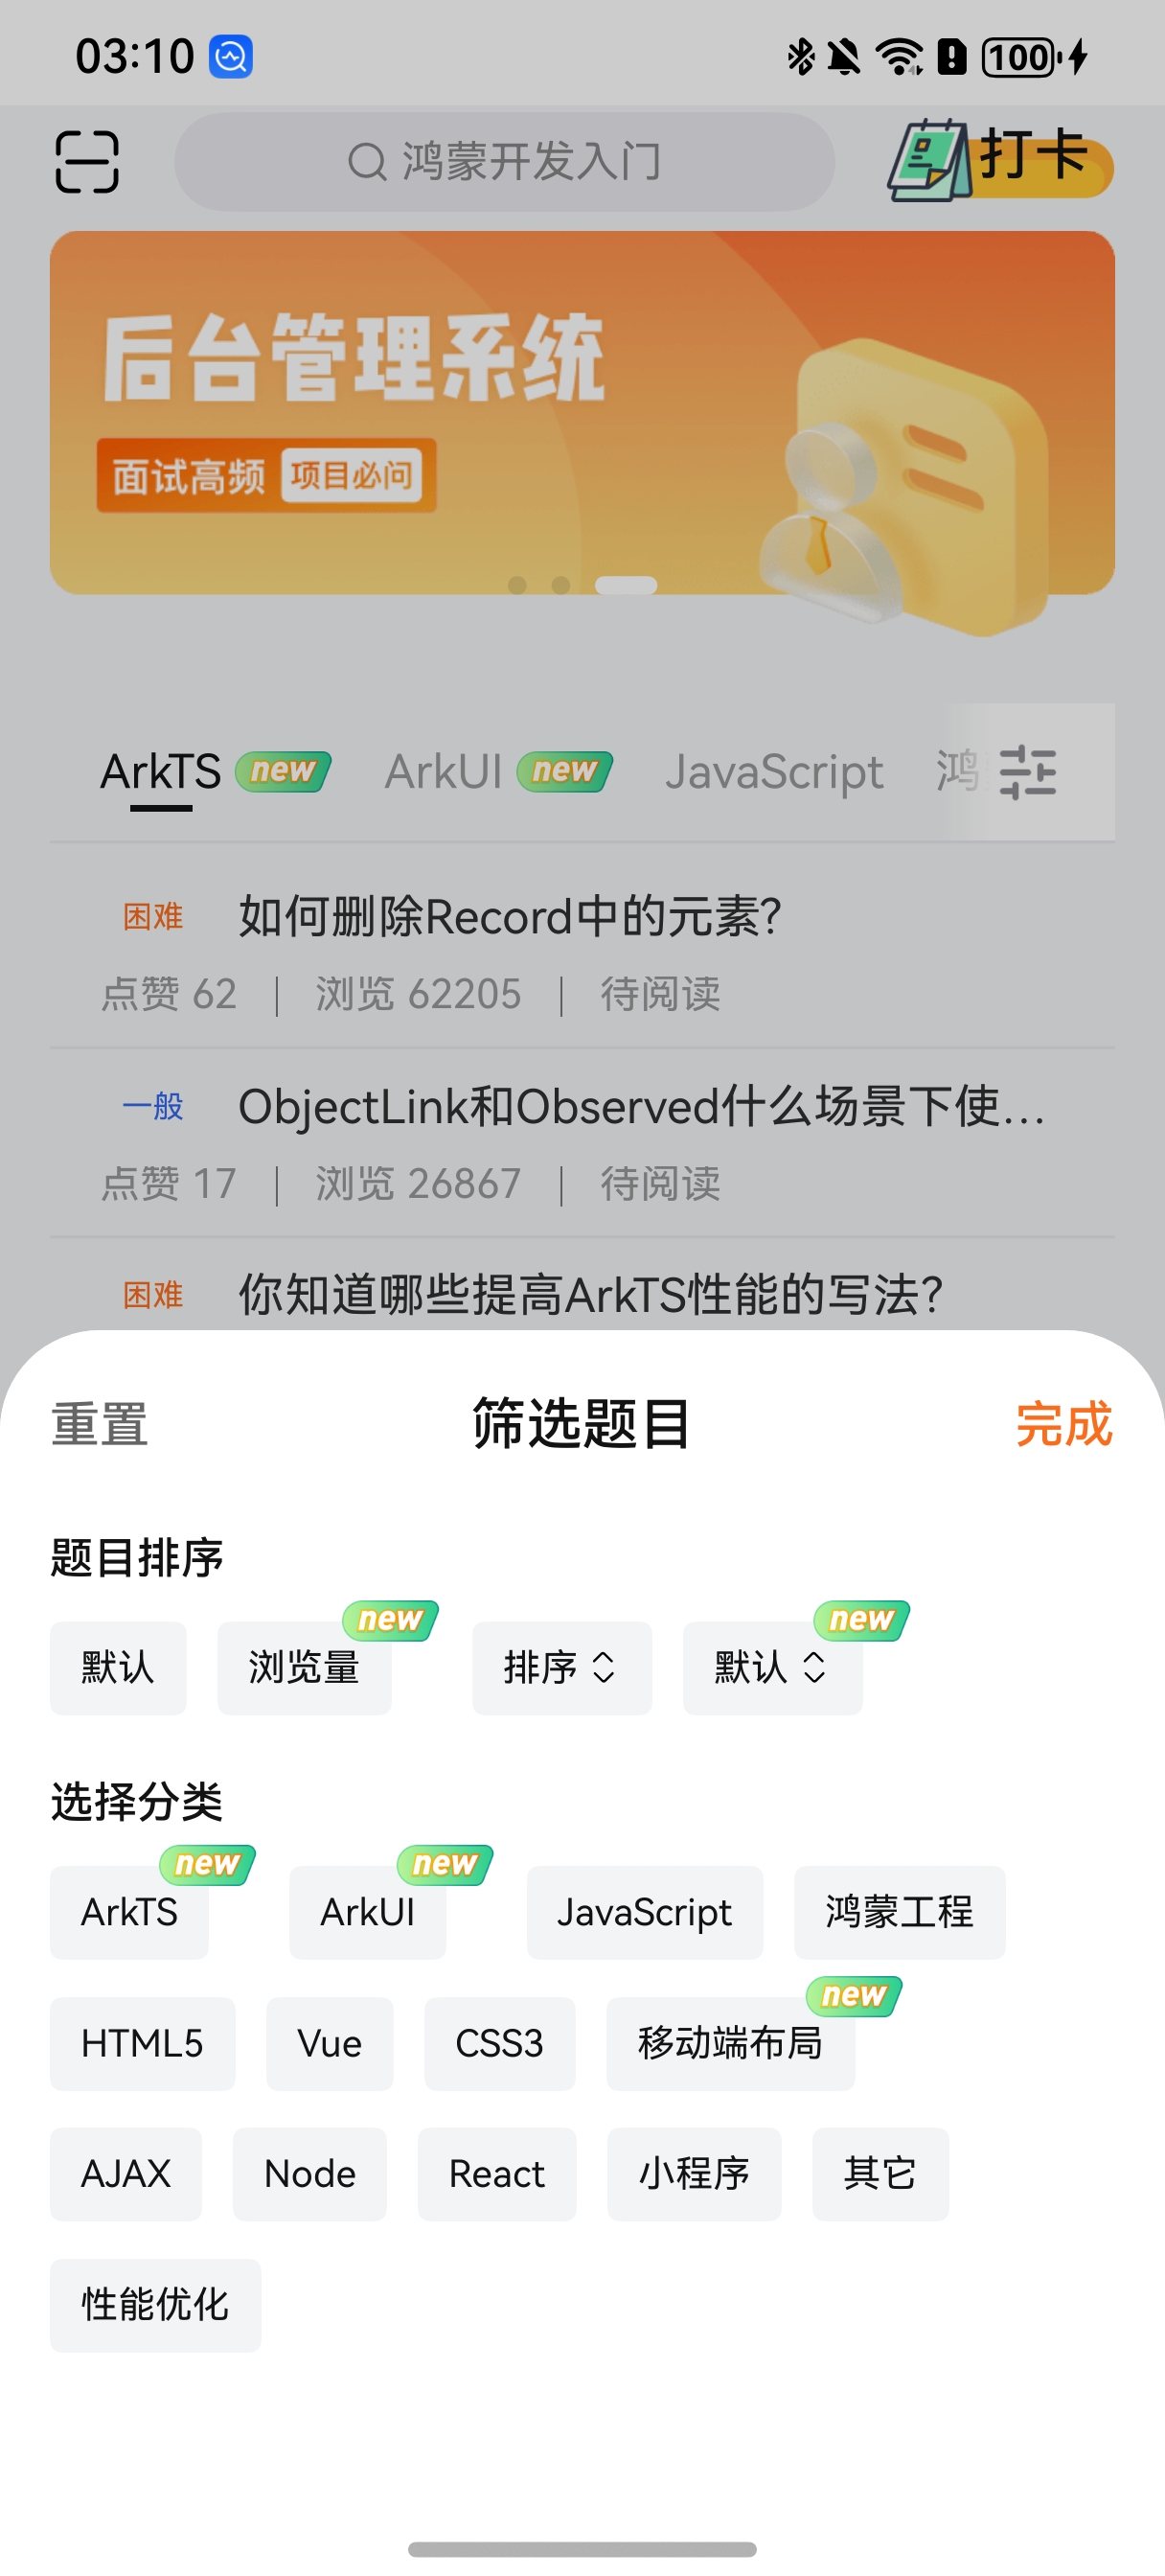 03:10 100
鸿蒙开发入门 打卡
后台管理系统
面试高频 项目必问
ArkTS new ArkUI new JavaScript 鸿
困难 如何删除Record中的元素?
点赞 62 | 浏览 62205 | 待阅读
一般 ObjectLink和Observed什么场景下使...
点赞 17 | 浏览 26867 | 待阅读
困难 你知道哪些提高ArkTS性能的写法?
重置 筛选题目 完成
题目排序
默认 浏览量 new 排序 默认 new
选择分类
ArkTS new ArkUI new JavaScript 鸿蒙工程
HTML5 Vue CSS3 移动端布局 new
AJAX Node React 小程序 其它
性能优化